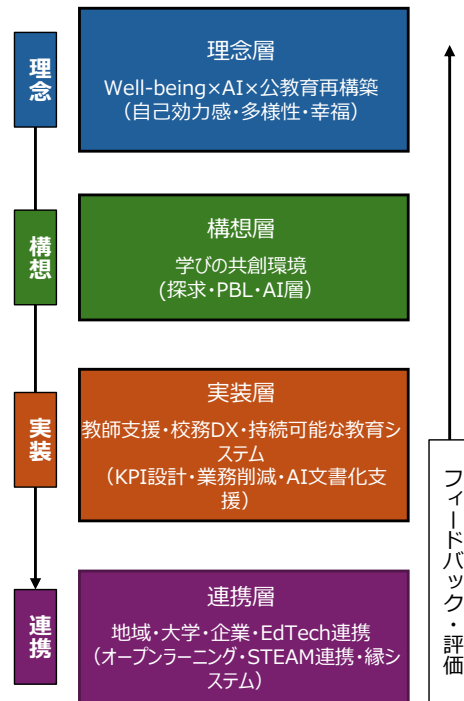 理念
理念層
Well-being×AI×公教育再構築
（自己効力感・多様性・幸福）
構想
構想層
学びの共創環境
(探求・PBL・AI層）
実装
実装層
教師支援・校務DX・持続可能な教育シ
ステム
（KPI設計・業務削減・AI文書化支
援）
連携
連携層
地域・大学・企業・EdTech連携
（オープンラーニング・STEAM連携・縁シ
ステム）
フィードバック・評価